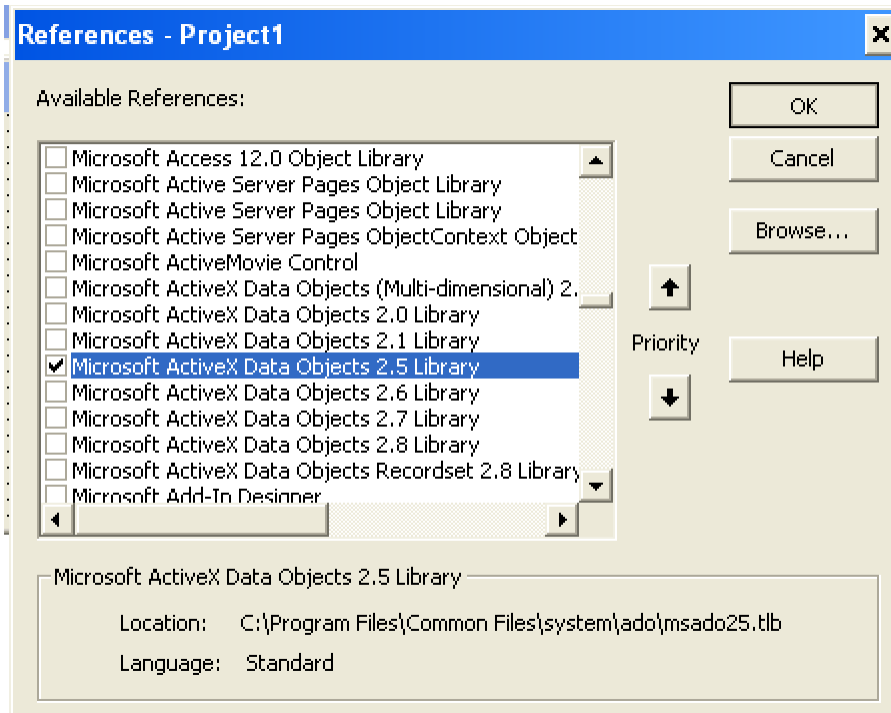 References - Project1
Available References:
OK
Cancel
Browse...
Help
Microsoft Access 12.0 Object Library
Microsoft Active Server Pages Object Library
Microsoft Active Server Pages Object Library
Microsoft Active Server Pages ObjectContext Object
Microsoft ActiveMovie Control
Microsoft ActiveX Data Objects (Multi-dimensional) 2.
Microsoft ActiveX Data Objects 2.0 Library
Microsoft ActiveX Data Objects 2.1 Library
Microsoft ActiveX Data Objects 2.5 Library
Microsoft ActiveX Data Objects 2.6 Library
Microsoft ActiveX Data Objects 2.7 Library
Microsoft ActiveX Data Objects 2.8 Library
Microsoft ActiveX Data Objects Recordset 2.8 Library
Microsoft Add-In Designer
Priority
Microsoft ActiveX Data Objects 2.5 Library
Location: C:\Program Files\Common Files\system\ado\msado25.tlb
Language: Standard